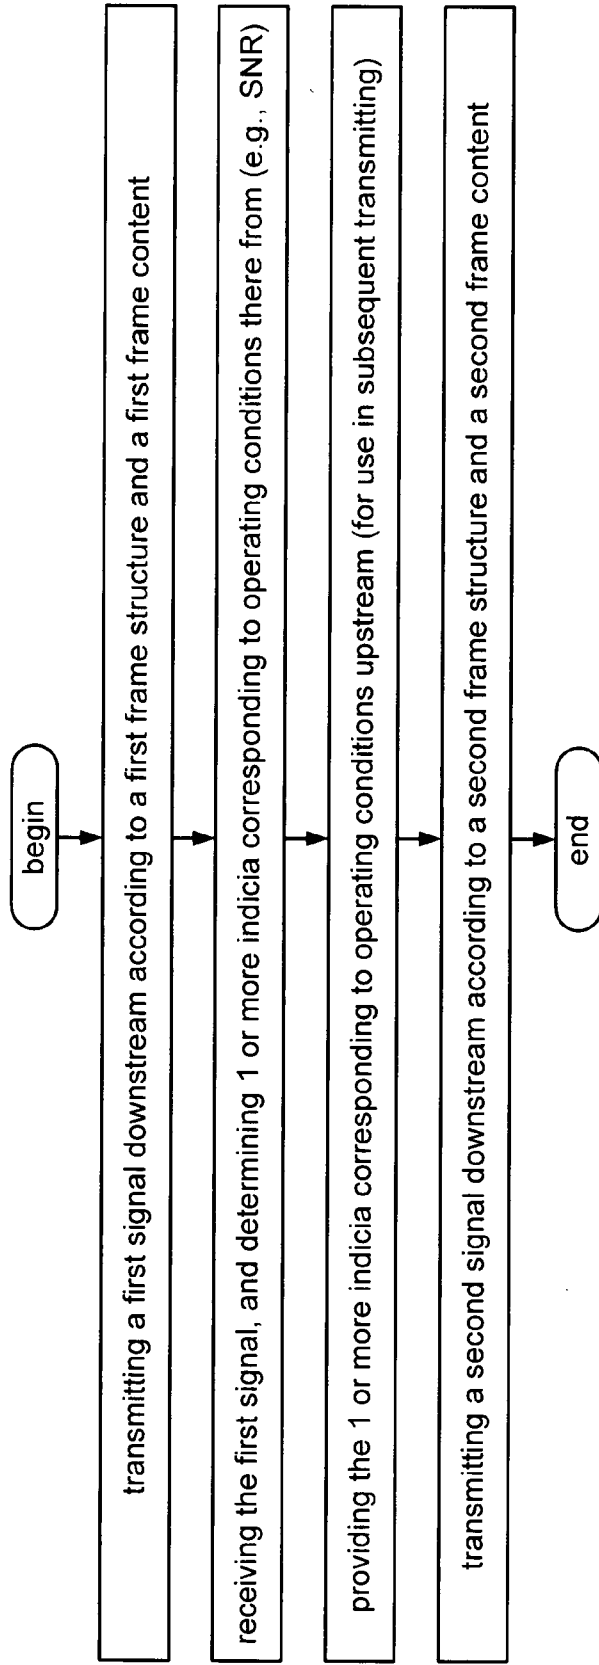 begin
transmitting a first signal downstream according to a first frame structure and a first frame content
receiving the first signal, and determining 1 or more indicia corresponding to operating conditions there from (e.g., SNR)
providing the 1 or more indicia corresponding to operating conditions upstream (for use in subsequent transmitting)
transmitting a second signal downstream according to a second frame structure and a second frame content
end